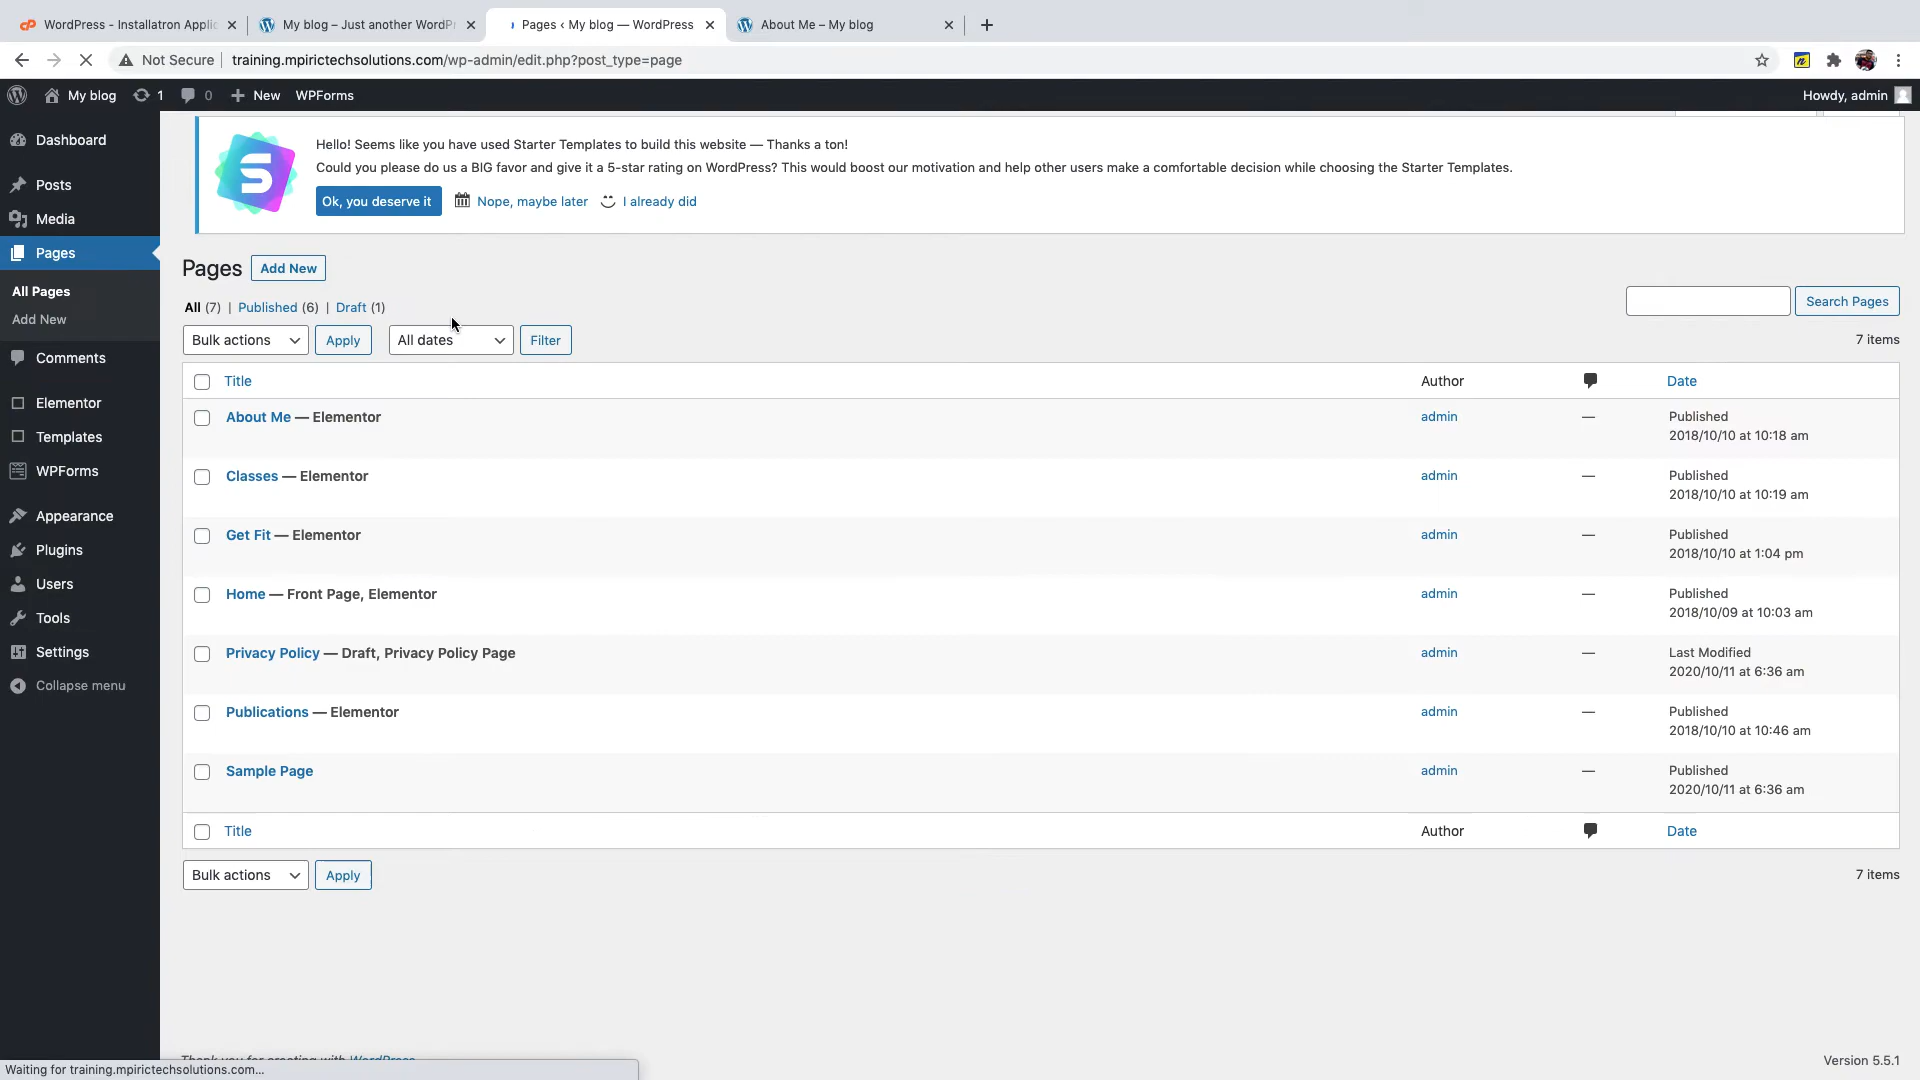 WordPress - Installatron Applic
My blog – Just another WordPr
Pages ‹ My blog — WordPress
About Me – My blog
Not Secure
training.mpirictechsolutions.com/wp-admin/edit.php?post_type=page
My blog 1 0 New WPForms
Howdy, admin
Dashboard
Posts
Media
Pages
All Pages
Add New
Comments
Elementor
Templates
WPForms
Appearance
Plugins
Users
Tools
Settings
Collapse menu
Hello! Seems like you have used Starter Templates to build this website — Thanks a ton!
Could you please do us a BIG favor and give it a 5-star rating on WordPress? This would boost our motivation and help other users make a comfortable decision while choosing the Starter Templates.
Ok, you deserve it Nope, maybe later I already did
Pages Add New
All (7) | Published (6) | Draft (1)
Search Pages
Bulk actions Apply All dates Filter
7 items
Title Author Date
About Me — Elementor admin — Published
2018/10/10 at 10:18 am
Classes — Elementor admin — Published
2018/10/10 at 10:19 am
Get Fit — Elementor admin — Published
2018/10/10 at 1:04 pm
Home — Front Page, Elementor admin — Published
2018/10/09 at 10:03 am
Privacy Policy — Draft, Privacy Policy Page admin — Last Modified
2020/10/11 at 6:36 am
Publications — Elementor admin — Published
2018/10/10 at 10:46 am
Sample Page admin — Published
2020/10/11 at 6:36 am
Title Author Date
Bulk actions Apply
7 items
Thank you for creating with WordPress
Version 5.5.1
Waiting for training.mpirictechsolutions.com...